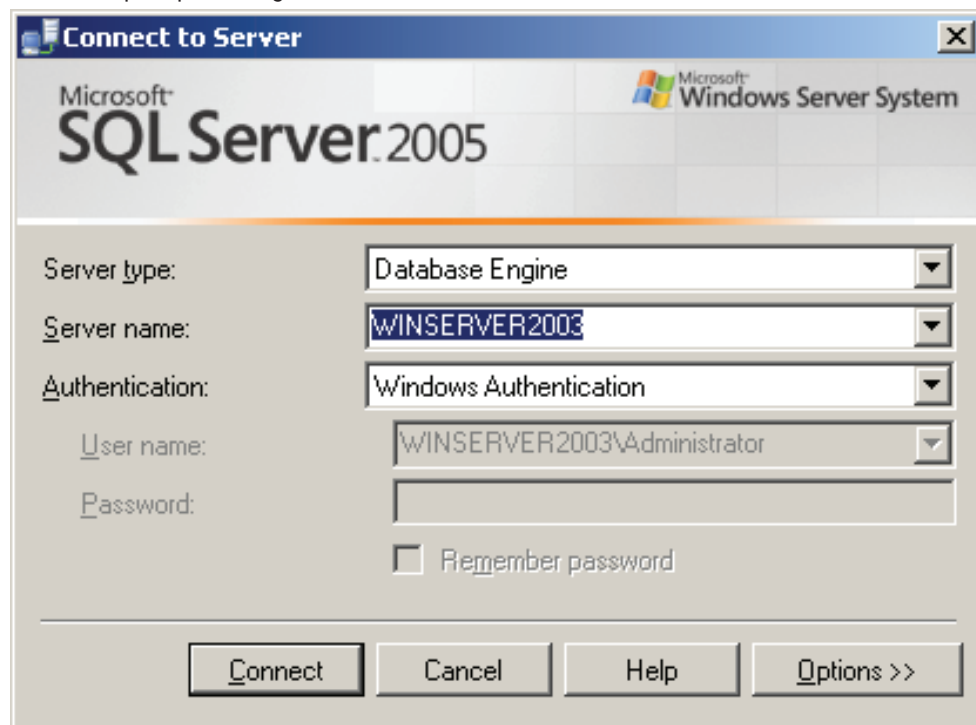 Connect to Server
Microsoft
SQL Server 2005
Microsoft
Windows Server System
Server type:
Database Engine
Server name:
WINSERVER2003
Authentication:
Windows Authentication
User name:
WINSERVER2003\Administrator
Password:
Remember password
Connect
Cancel
Help
Options >>